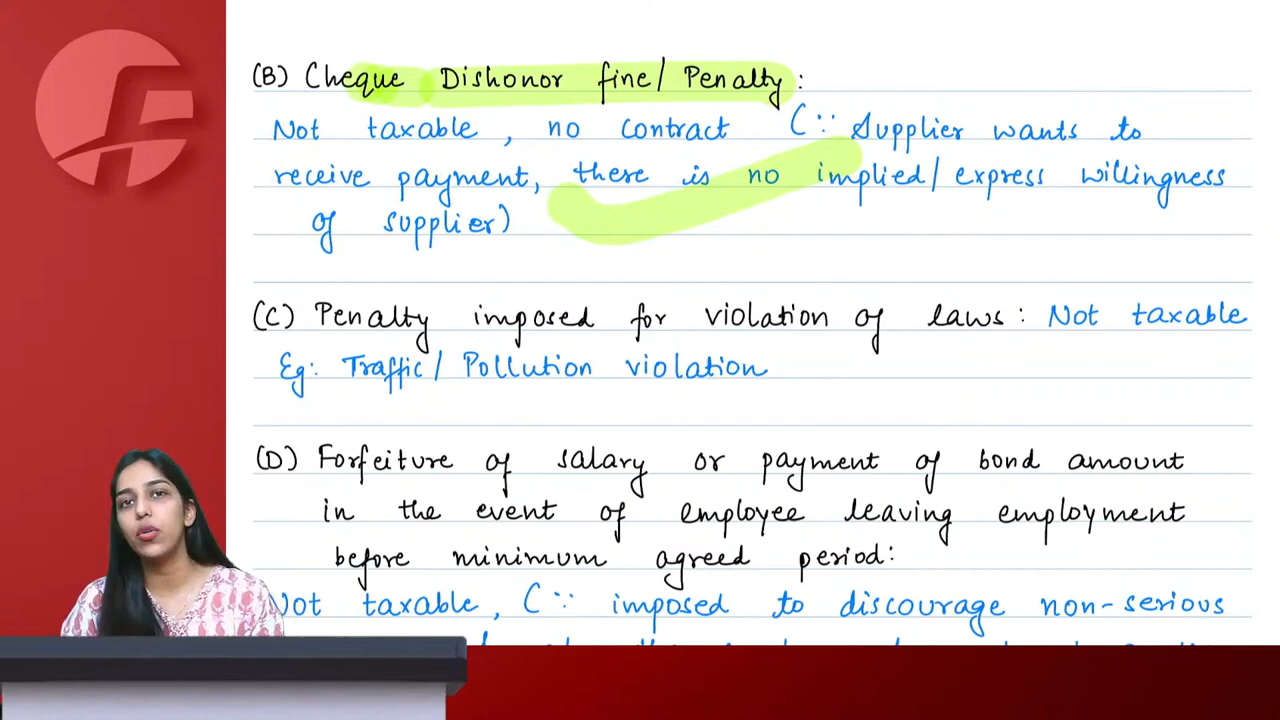 (B) Cheque Dishonor fine/ Penalty:
Not taxable, no contract (∵ Supplier wants to
receive payment, there is no implied/ express willingness
of supplier)
(C) Penalty imposed for violation of laws: Not taxable
Eg: Traffic/ Pollution violation
(D) Forfeiture of salary or payment of bond amount
in the event of employee leaving employment
before minimum agreed period:
Not taxable, (∵ imposed to discourage non-serious